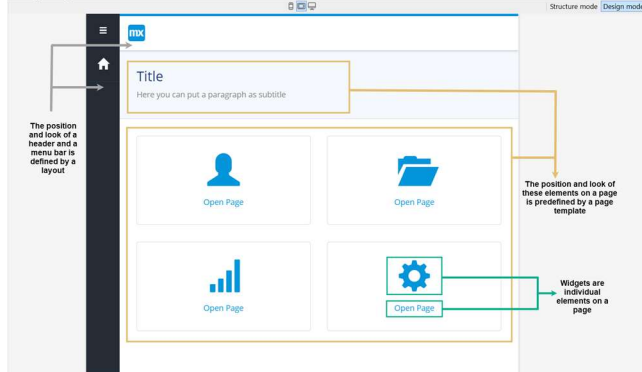 Structure mode Design mode
mx
Title
Here you can put a paragraph as subtitle
The position
and look of a
header and a
menu bar is
defined by a
layout
Open Page
Open Page
The position and look of
these elements on a page
is predefined by a page
template
Open Page
Open Page
Widgets are
individual
elements on a
page